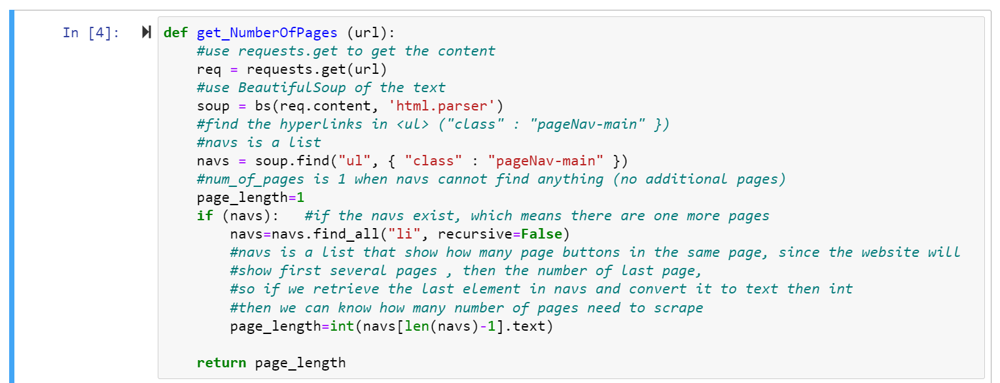 In [4]: def get_NumberOfPages (url):
#use requests.get to get the content
req = requests.get(url)
#use BeautifulSoup of the text
soup = bs(req.content, 'html.parser')
#find the hyperlinks in <ul> ("class" : "pageNav-main" })
#navs is a list
navs = soup.find("ul", { "class" : "pageNav-main" })
#num_of_pages is 1 when navs cannot find anything (no additional pages)
page_length=1
if (navs):   #if the navs exist, which means there are one more pages
navs=navs.find_all("li", recursive=False)
#navs is a list that show how many page buttons in the same page, since the website will
#show first several pages , then the number of last page,
#so if we retrieve the last element in navs and convert it to text then int
#then we can know how many number of pages need to scrape
page_length=int(navs[len(navs)-1].text)
return page_length